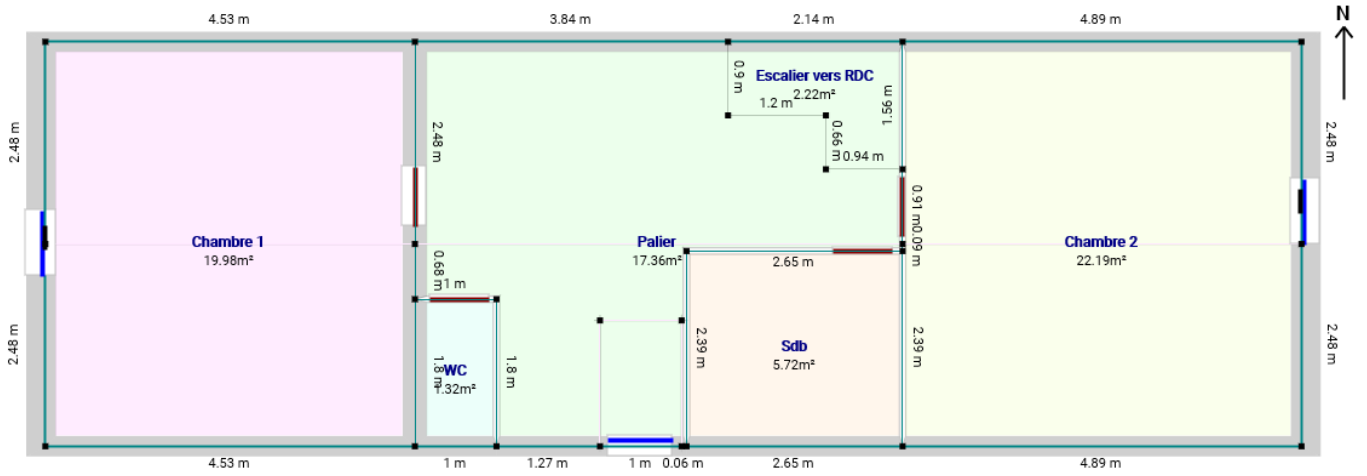 4.53 m
3.84 m
2.14 m
4.89 m
N
0.9 m
Escalier vers RDC
2.22m²
1.2 m
1.56 m
2.48 m
2.48 m
0.66 m
0.94 m
2.48 m
0.91 m
0.09 m
Chambre 1
19.98m²
Palier
17.36m²
Chambre 2
22.19m²
0.68 m
1 m
2.65 m
2.48 m
1.8 m
WC
1.32m²
1.8 m
2.39 m
Sdb
5.72m²
2.39 m
2.48 m
4.53 m
1 m
1.27 m
1 m
0.06 m
2.65 m
4.89 m